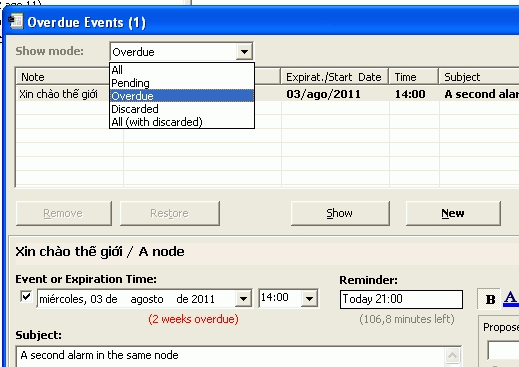 ago 11)
Overdue Events (1)
Show mode: Overdue
All
Pending
Overdue
Discarded
All (with discarded)
Note Expirat./Start Date Time Subject
Xin chào thế giới 03/ago/2011 14:00 A second alar
Remove Restore Show New
Xin chào thế giới / A node
Event or Expiration Time: Reminder:
miércoles, 03 de agosto de 2011 14:00 Today 21:00 B A
(2 weeks overdue) (106,8 minutes left)
Subject: Propose
A second alarm in the same node